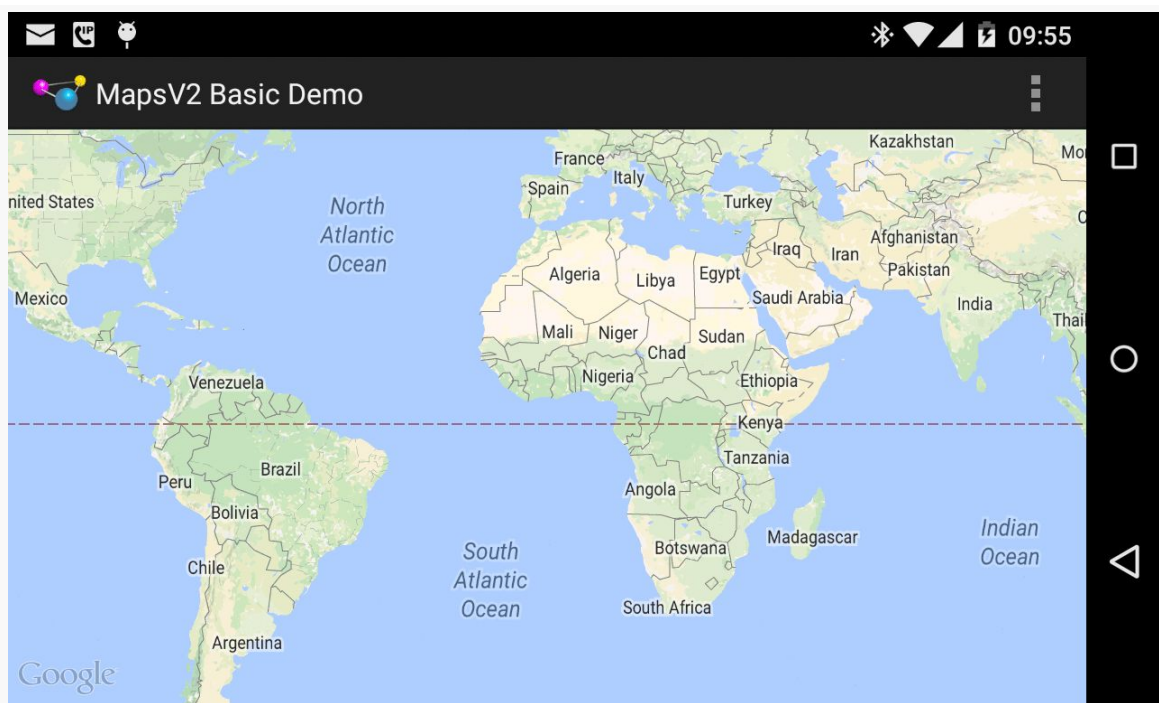 IP
09:55
MapsV2 Basic Demo
Kazakhstan
France
Mo
Italy
Spain
nited States
Turkey
North
Atlantic
Ocean
Afghanistan
Iraq
Iran
Pakistan
Algeria
Libya
Egypt
Mexico
Saudi Arabia
India
Thai
Mali
Niger
Sudan
Chad
Venezuela
Nigeria
Ethiopia
Kenya
Tanzania
Brazil
Peru
Angola
Bolivia
Indian
Ocean
Madagascar
Botswana
South
Atlantic
Ocean
Chile
South Africa
Argentina
Google